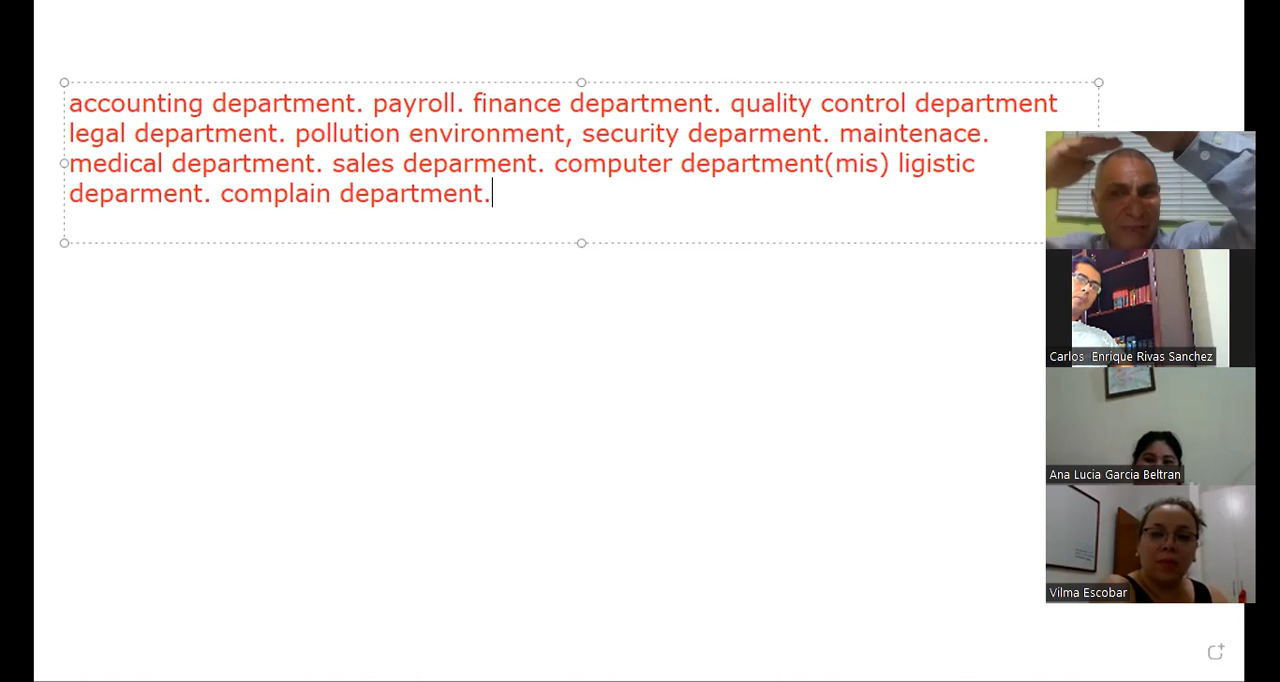 accounting department. payroll. finance department. quality control department
legal department. pollution environment, security deparment. maintenace.
medical department. sales deparment. computer department(mis) ligistic
deparment. complain department.
Carlos Enrique Rivas Sanchez
Ana Lucia Garcia Beltran
Vilma Escobar